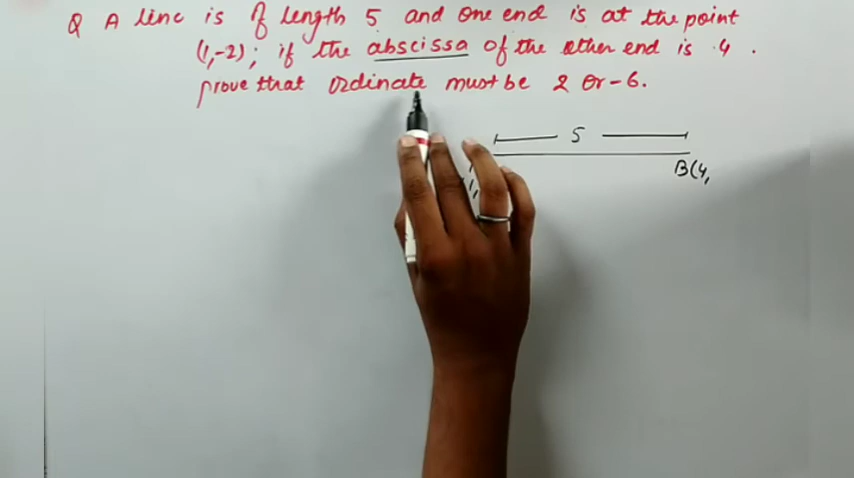 Q A line is of length 5 and one end is at the point
(1,-2); if the abscissa of the other end is 4 .
prove that ordinate must be 2 or -6.
5
B(4,